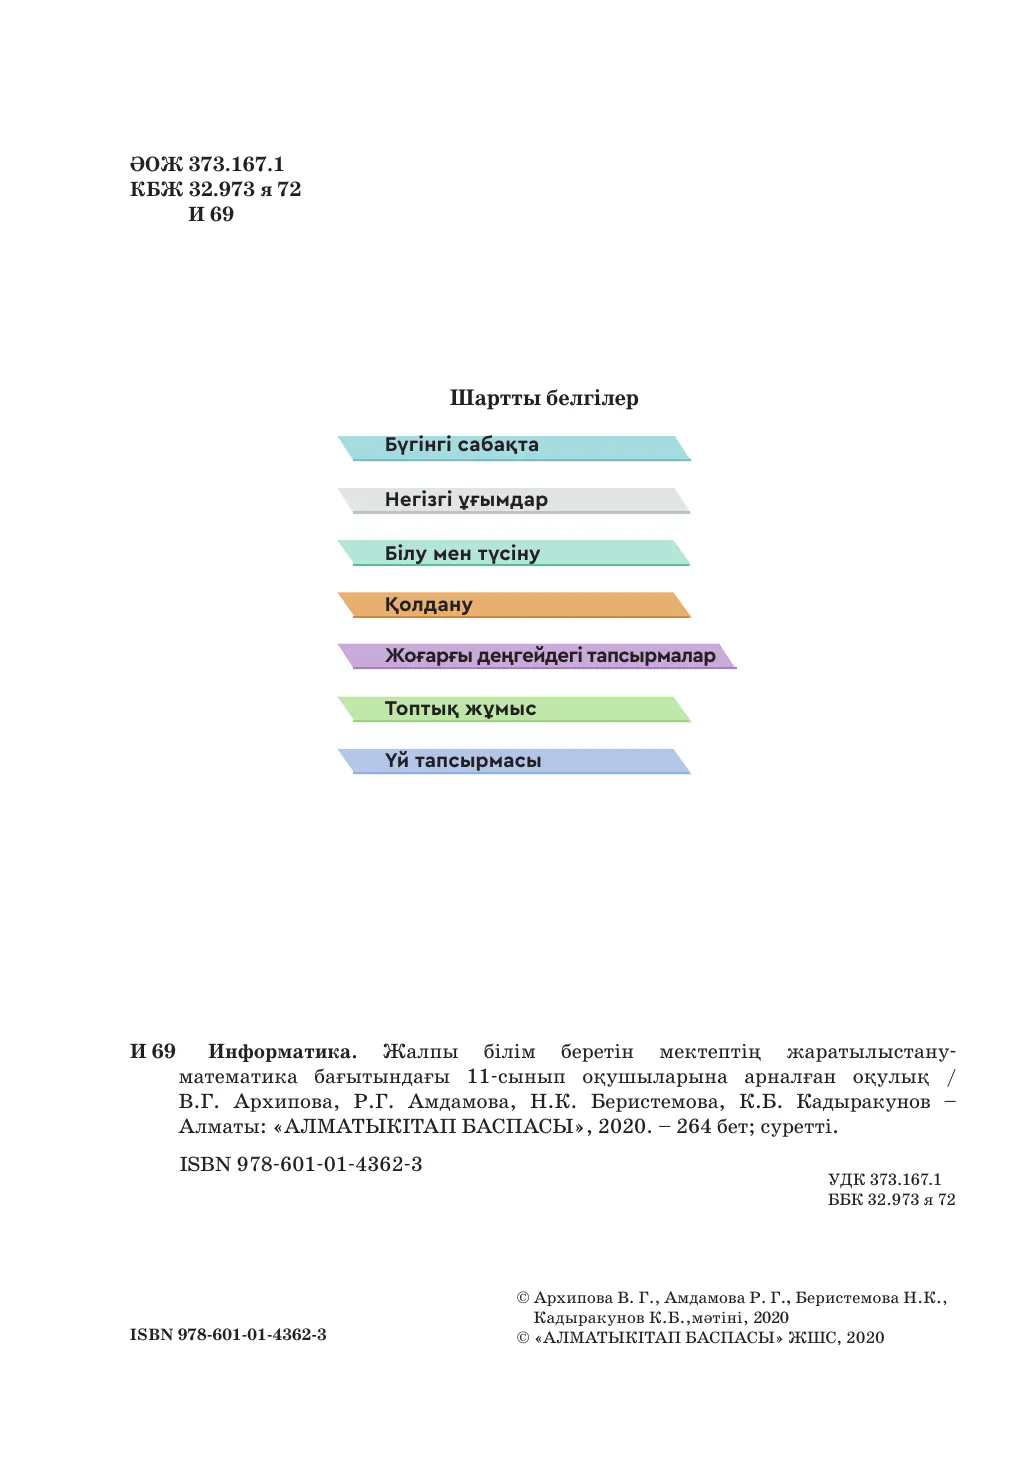 ӘОЖ 373.167.1
КБЖ 32.973 я 72
И 69
Шартты белгілер
Бүгінгі сабақта
Негізгі ұғымдар
Білу мен түсіну
Қолдану
Жоғарғы деңгейдегі тапсырмалар
Топтық жұмыс
Үй тапсырмасы
И 69 Информатика. Жалпы білім беретін мектептің жаратылыстану-
математика бағытындағы 11-сынып оқушыларына арналған оқулық /
В.Г. Архипова, Р.Г. Амдамова, Н.К. Беристемова, К.Б. Кадыракунов –
Алматы: «АЛМАТЫКІТАП БАСПАСЫ», 2020. – 264 бет; суретті.
ISBN 978-601-01-4362-3
УДК 373.167.1
ББК 32.973 я 72
© Архипова В. Г., Амдамова Р. Г., Беристемова Н.К.,
Кадыракунов К.Б.,мәтіні, 2020
ISBN 978-601-01-4362-3
© «АЛМАТЫКІТАП БАСПАСЫ» ЖШС, 2020